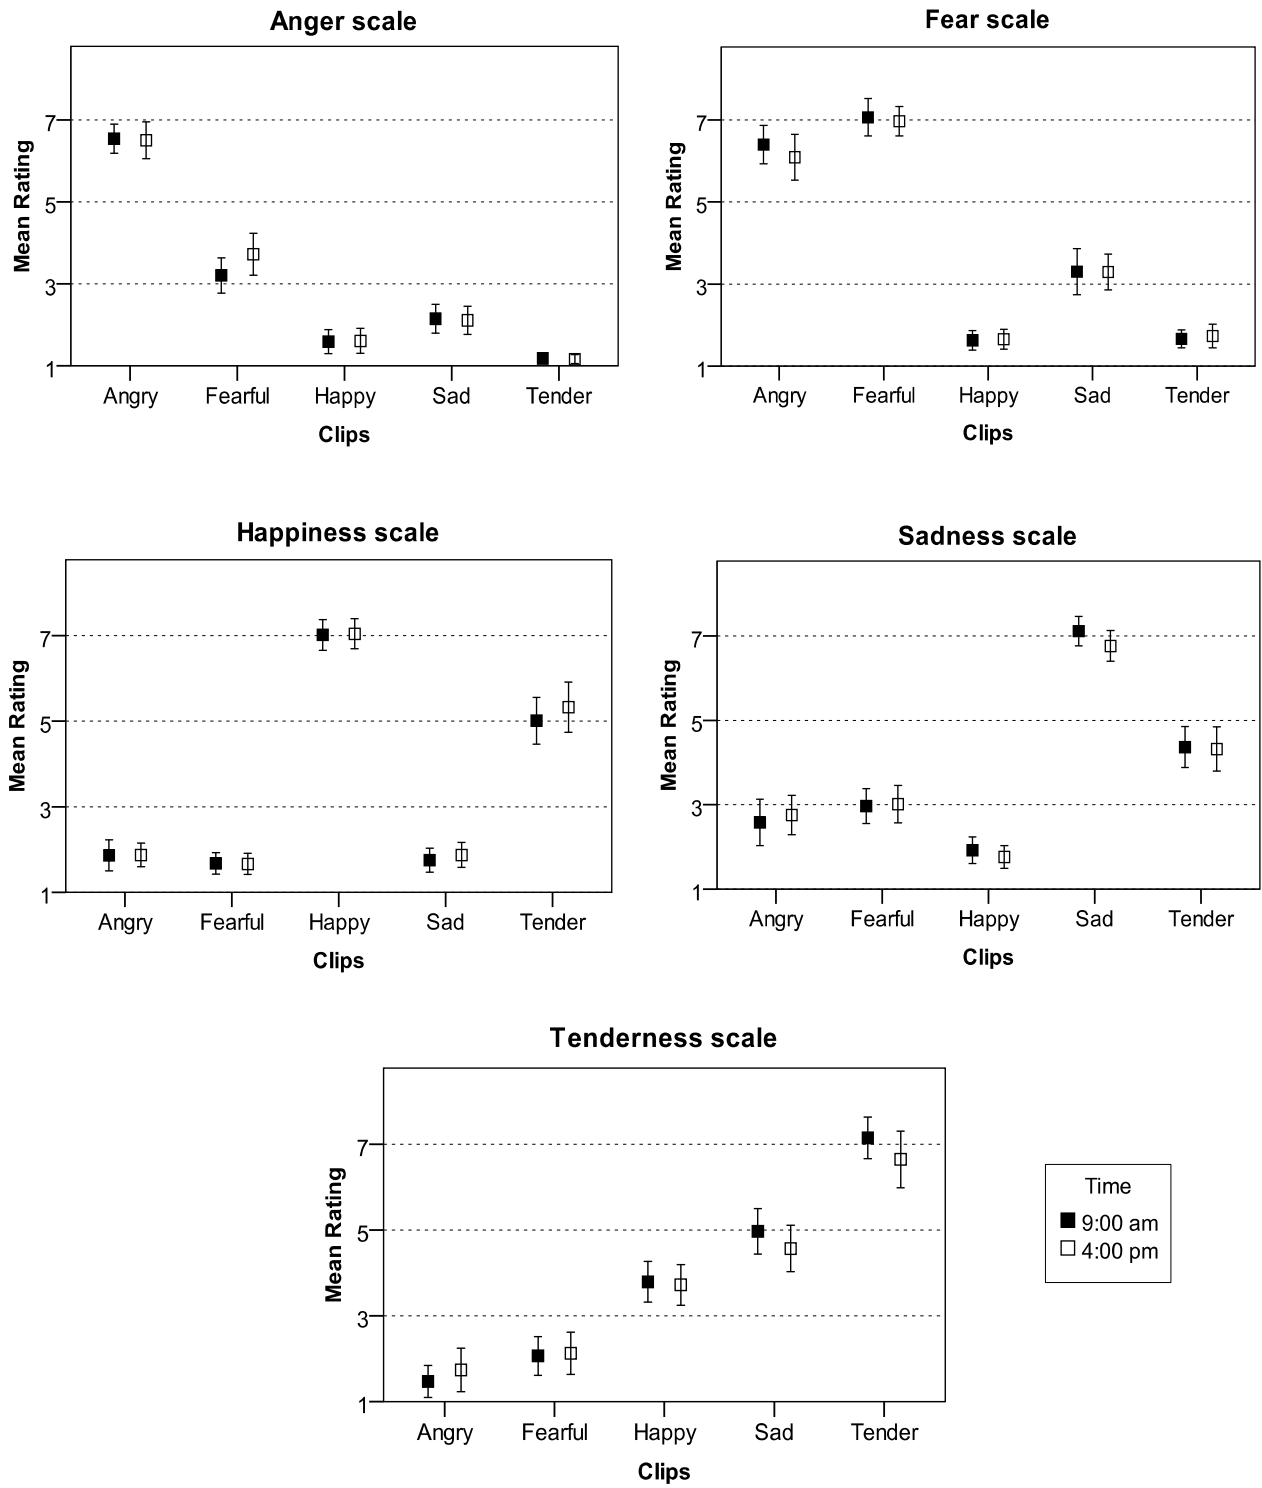 Anger scale
Mean Rating
7
5
3
1
Angry Fearful Happy Sad Tender
Clips
Fear scale
Mean Rating
7
5
3
1
Angry Fearful Happy Sad Tender
Clips
Happiness scale
Mean Rating
7
5
3
1
Angry Fearful Happy Sad Tender
Clips
Sadness scale
Mean Rating
7
5
3
1
Angry Fearful Happy Sad Tender
Clips
Tenderness scale
Mean Rating
7
5
3
1
Angry Fearful Happy Sad Tender
Clips
Time
9:00 am
4:00 pm